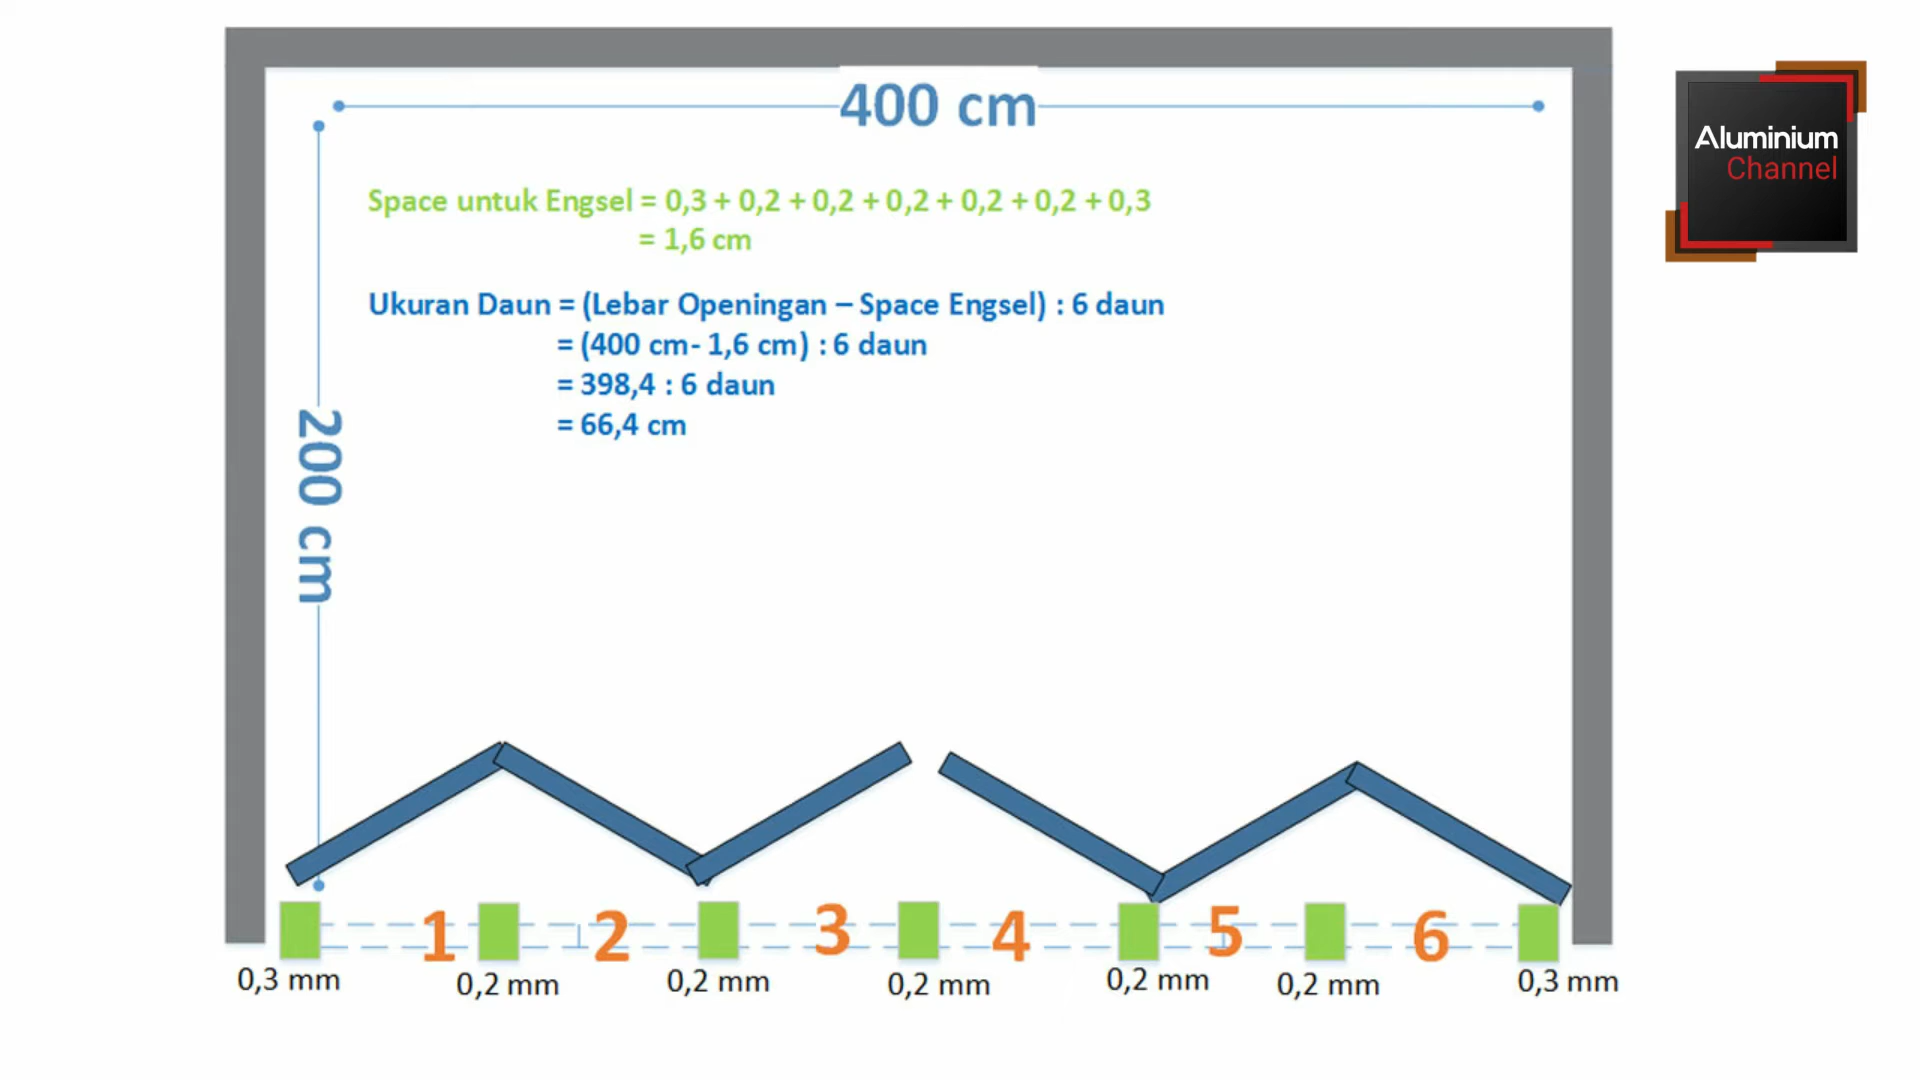 400 cm
Aluminium
Channel
Space untuk Engsel = 0,3 + 0,2 + 0,2 + 0,2 + 0,2 + 0,2 + 0,3
= 1,6 cm
Ukuran Daun = (Lebar Openingan – Space Engsel) : 6 daun
= (400 cm- 1,6 cm) : 6 daun
= 398,4 : 6 daun
= 66,4 cm
200 cm
1 2 3 4 5 6
0,3 mm 0,2 mm 0,2 mm 0,2 mm 0,2 mm 0,2 mm 0,3 mm